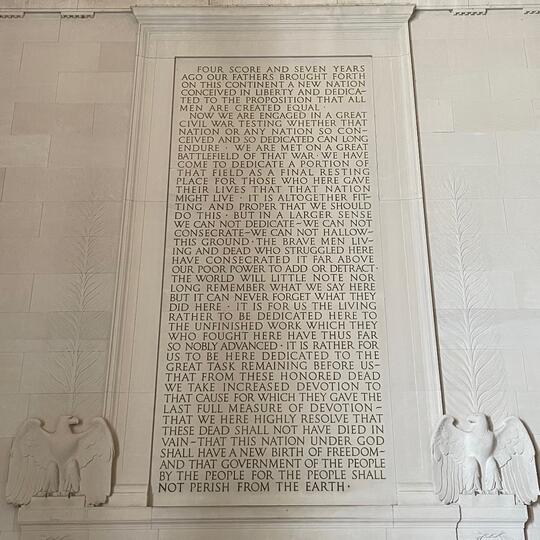 FOUR SCORE AND SEVEN YEARS
AGO OUR FATHERS BROUGHT FORTH
ON THIS CONTINENT A NEW NATION
CONCEIVED IN LIBERTY AND DEDICA-
TED TO THE PROPOSITION THAT ALL
MEN ARE CREATED EQUAL ·
NOW WE ARE ENGAGED IN A GREAT
CIVIL WAR TESTING WHETHER THAT
NATION OR ANY NATION SO CON-
CEIVED AND SO DEDICATED CAN LONG
ENDURE · WE ARE MET ON A GREAT
BATTLEFIELD OF THAT WAR · WE HAVE
COME TO DEDICATE A PORTION OF
THAT FIELD AS A FINAL RESTING
PLACE FOR THOSE WHO HERE GAVE
THEIR LIVES THAT THAT NATION
MIGHT LIVE · IT IS ALTOGETHER FIT-
TING AND PROPER THAT WE SHOULD
DO THIS · BUT IN A LARGER SENSE
WE CAN NOT DEDICATE-WE CAN NOT
CONSECRATE-WE CAN NOT HALLOW-
THIS GROUND · THE BRAVE MEN LIV-
ING AND DEAD WHO STRUGGLED HERE
HAVE CONSECRATED IT FAR ABOVE
OUR POOR POWER TO ADD OR DETRACT ·
THE WORLD WILL LITTLE NOTE NOR
LONG REMEMBER WHAT WE SAY HERE
BUT IT CAN NEVER FORGET WHAT THEY
DID HERE · IT IS FOR US THE LIVING
RATHER TO BE DEDICATED HERE TO
THE UNFINISHED WORK WHICH THEY
WHO FOUGHT HERE HAVE THUS FAR
SO NOBLY ADVANCED · IT IS RATHER FOR
US TO BE HERE DEDICATED TO THE
GREAT TASK REMAINING BEFORE US-
THAT FROM THESE HONORED DEAD
WE TAKE INCREASED DEVOTION TO
THAT CAUSE FOR WHICH THEY GAVE THE
LAST FULL MEASURE OF DEVOTION -
THAT WE HERE HIGHLY RESOLVE THAT
THESE DEAD SHALL NOT HAVE DIED IN
VAIN-THAT THIS NATION UNDER GOD
SHALL HAVE A NEW BIRTH OF FREEDOM-
AND THAT GOVERNMENT OF THE PEOPLE
BY THE PEOPLE FOR THE PEOPLE SHALL
NOT PERISH FROM THE EARTH ·